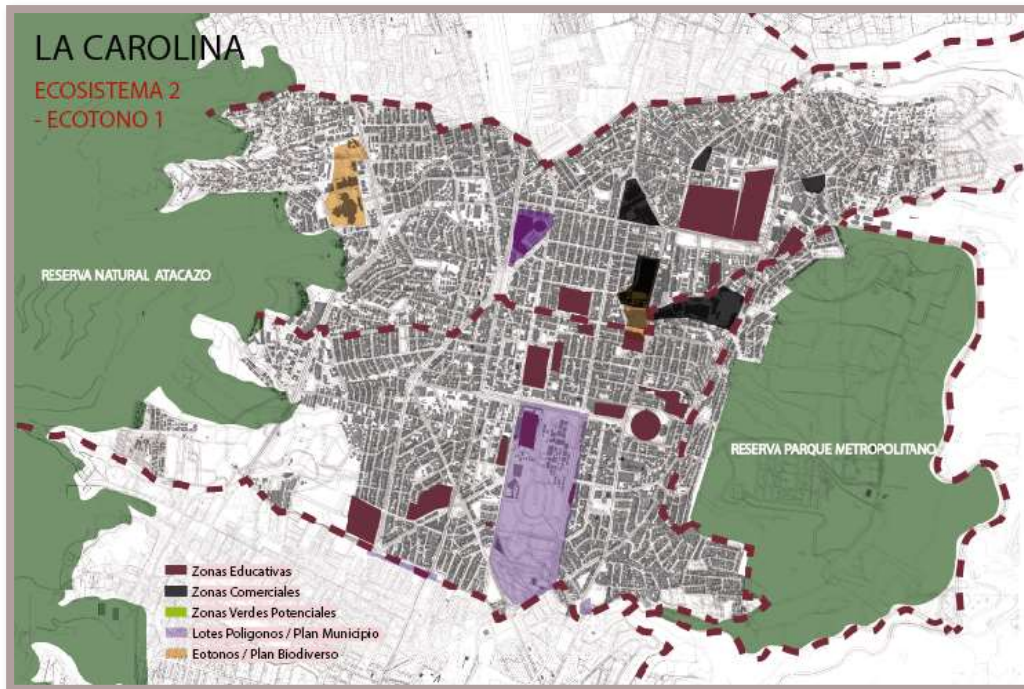 LA CAROLINA
ECOSISTEMA 2
- ECOTONO 1
RESERVA NATURAL ATACAZO
RESERVA PARQUE METROPOLITANO
Zonas Educativas
Zonas Comerciales
Zonas Verdes Potenciales
Lotes Poligonos / Plan Municipio
Eotonos / Plan Biodiverso